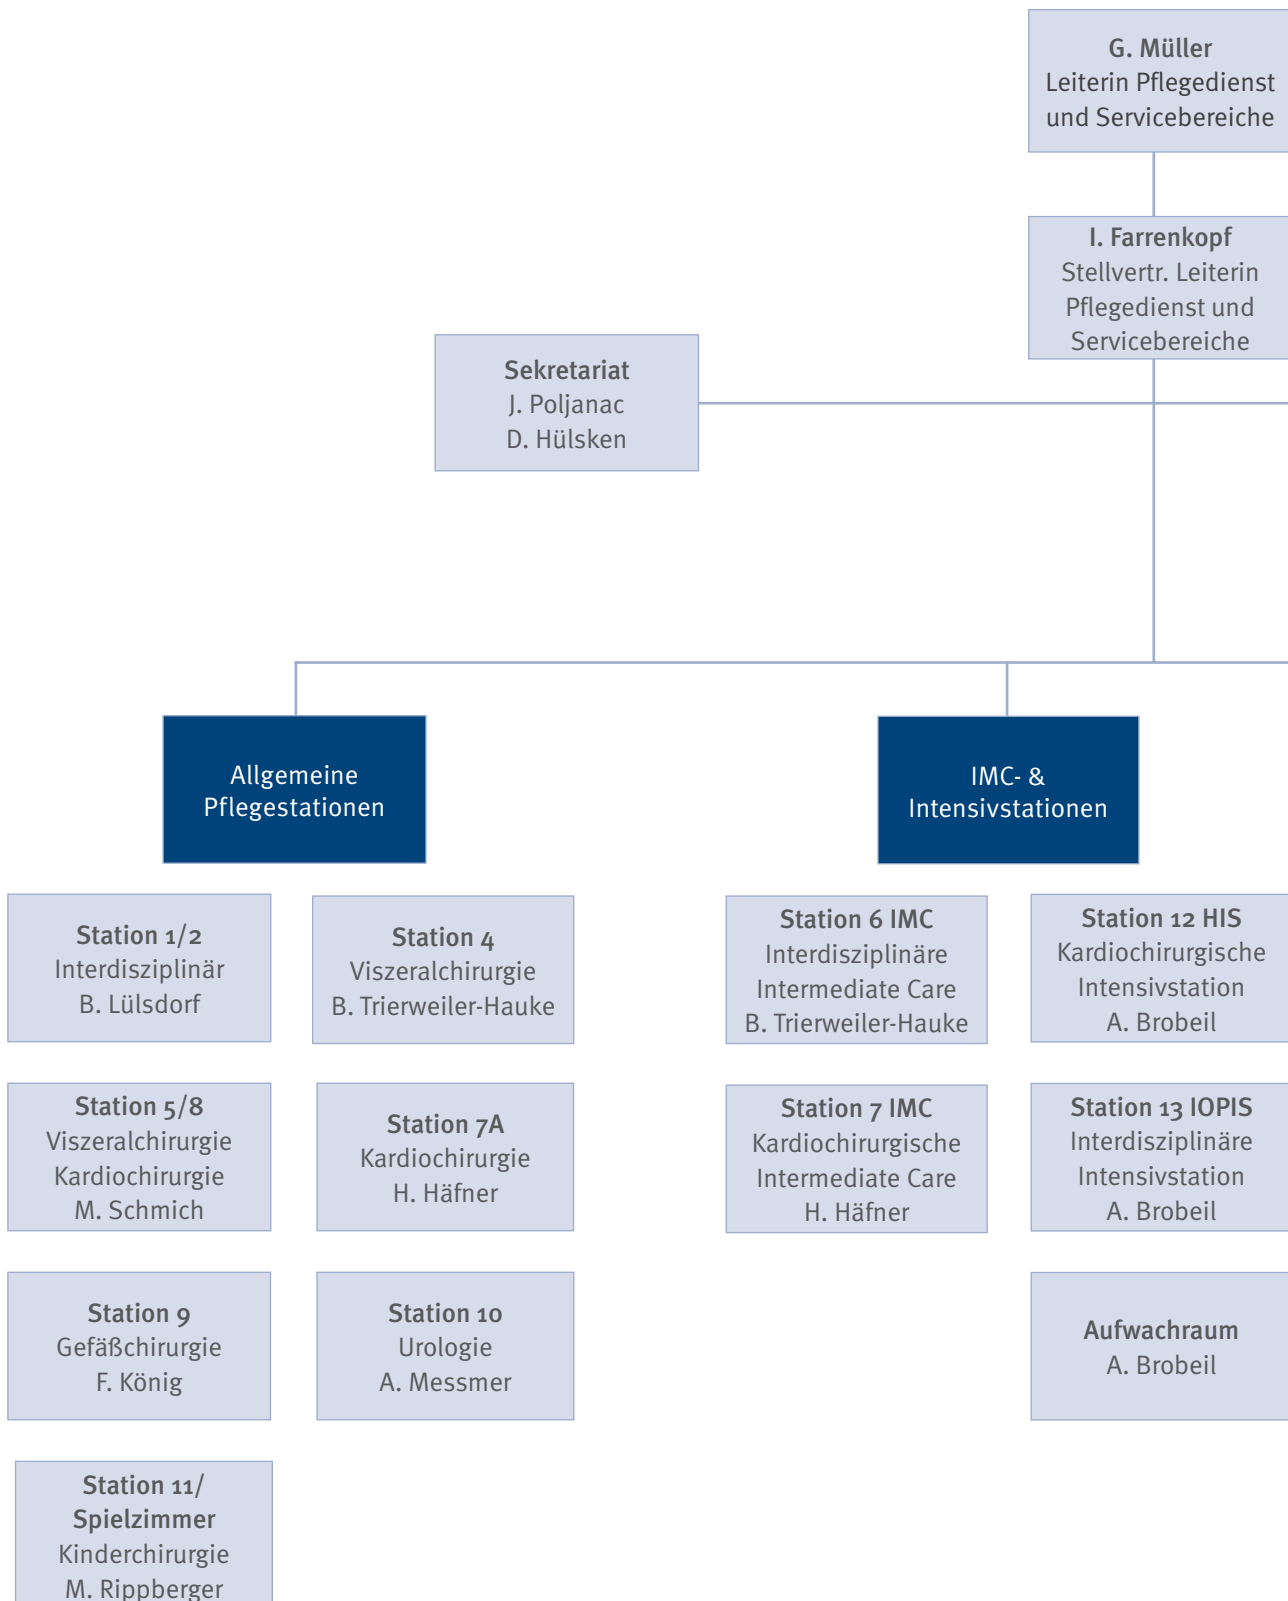 G. Müller
Leiterin Pflegedienst
und Servicebereiche
I. Farrenkopf
Stellvertr. Leiterin
Pflegedienst und
Servicebereiche
Sekretariat
J. Poljanac
D. Hülsken
Allgemeine
Pflegestationen
IMC- &
Intensivstationen
Station 1/2
Interdisziplinär
B. Lülsdorf
Station 4
Viszeralchirurgie
B. Trierweiler-Hauke
Station 6 IMC
Interdisziplinäre
Intermediate Care
B. Trierweiler-Hauke
Station 12 HIS
Kardiochirurgische
Intensivstation
A. Brobeil
Station 5/8
Viszeralchirurgie
Kardiochirurgie
M. Schmich
Station 7A
Kardiochirurgie
H. Häfner
Station 7 IMC
Kardiochirurgische
Intermediate Care
H. Häfner
Station 13 IOPIS
Interdisziplinäre
Intensivstation
A. Brobeil
Station 9
Gefäßchirurgie
F. König
Station 10
Urologie
A. Messmer
Aufwachraum
A. Brobeil
Station 11/
Spielzimmer
Kinderchirurgie
M. Rippberger